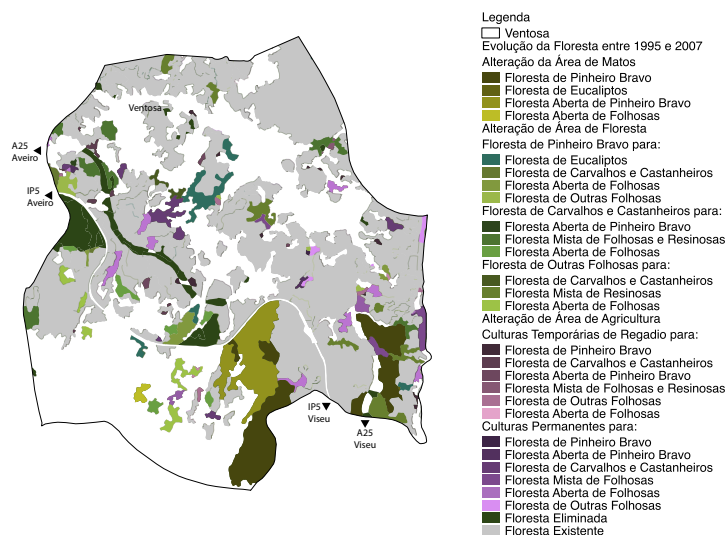 Ventosa
A25
Aveiro
IP5
Aveiro
IP5
Viseu
A25
Viseu
Legenda
Ventosa
Evolução da Floresta entre 1995 e 2007
Alteração da Área de Matos
Floresta de Pinheiro Bravo
Floresta de Eucaliptos
Floresta Aberta de Pinheiro Bravo
Floresta Aberta de Folhosas
Alteração de Área de Floresta
Floresta de Pinheiro Bravo para:
Floresta de Eucaliptos
Floresta de Carvalhos e Castanheiros
Floresta Aberta de Folhosas
Floresta de Outras Folhosas
Floresta de Carvalhos e Castanheiros para:
Floresta Aberta de Pinheiro Bravo
Floresta Mista de Folhosas e Resinosas
Floresta Aberta de Folhosas
Floresta de Outras Folhosas para:
Floresta de Carvalhos e Castanheiros
Floresta Mista de Resinosas
Floresta Aberta de Folhosas
Alteração de Área de Agricultura
Culturas Temporárias de Regadio para:
Floresta de Pinheiro Bravo
Floresta de Carvalhos e Castanheiros
Floresta Aberta de Pinheiro Bravo
Floresta Mista de Folhosas e Resinosas
Floresta de Outras Folhosas
Floresta Aberta de Folhosas
Culturas Permanentes para:
Floresta de Pinheiro Bravo
Floresta Aberta de Pinheiro Bravo
Floresta de Carvalhos e Castanheiros
Floresta Mista de Folhosas
Floresta Aberta de Folhosas
Floresta de Outras Folhosas
Floresta Eliminada
Floresta Existente